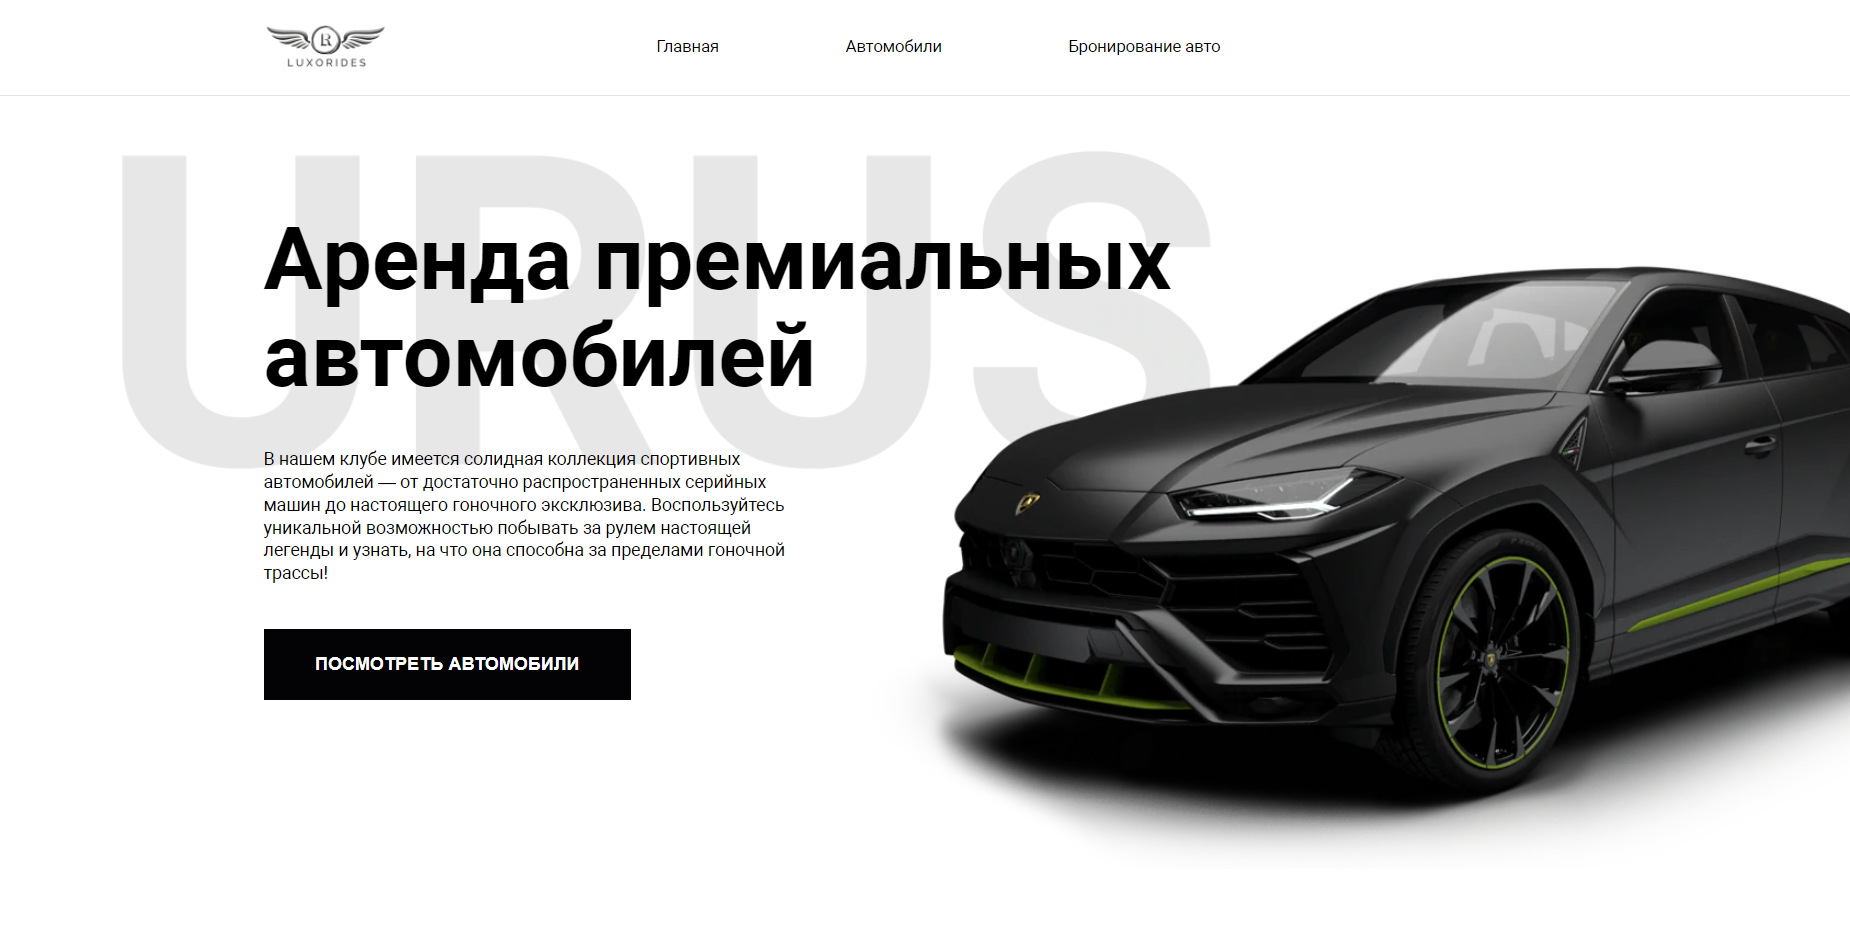 LUXORIDES
Главная
Автомобили
Бронирование авто
URUS
Аренда премиальных
автомобилей
В нашем клубе имеется солидная коллекция спортивных
автомобилей — от достаточно распространенных серийных
машин до настоящего гоночного эксклюзива. Воспользуйтесь
уникальной возможностью побывать за рулем настоящей
легенды и узнать, на что она способна за пределами гоночной
трассы!
ПОСМОТРЕТЬ АВТОМОБИЛИ